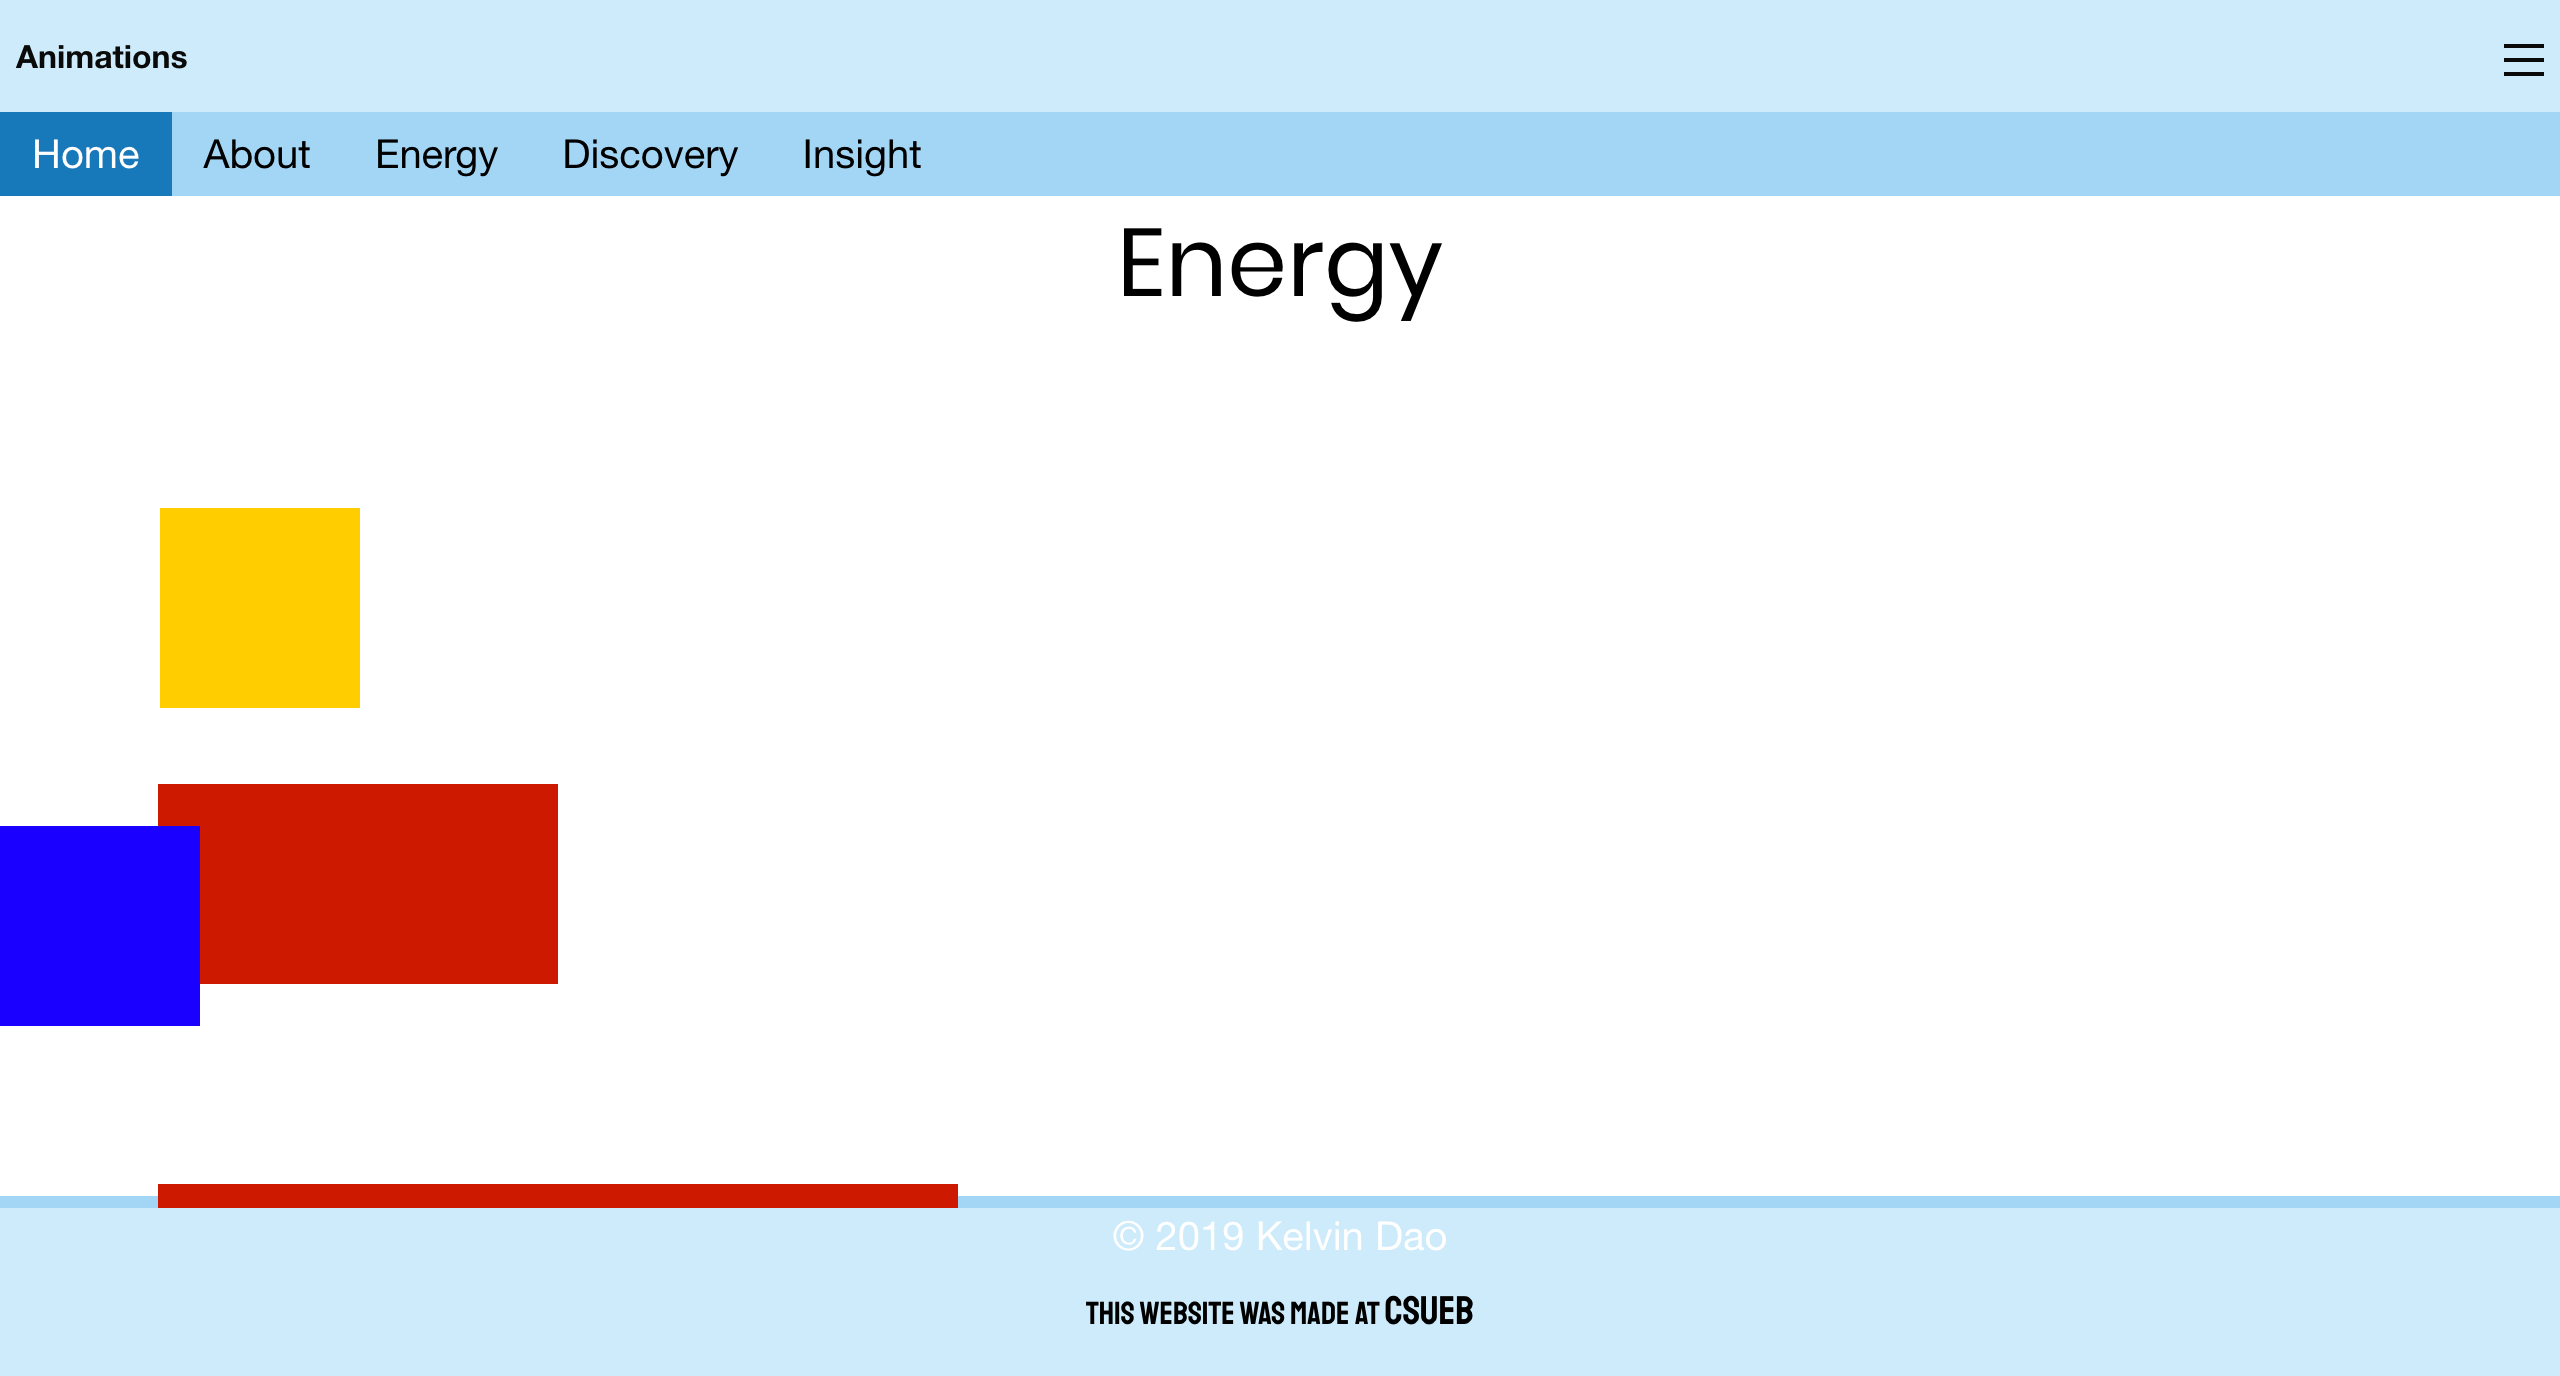 Animations
Home About Energy Discovery Insight
Energy
© 2019 Kelvin Dao
THIS WEBSITE WAS MADE AT CSUEB